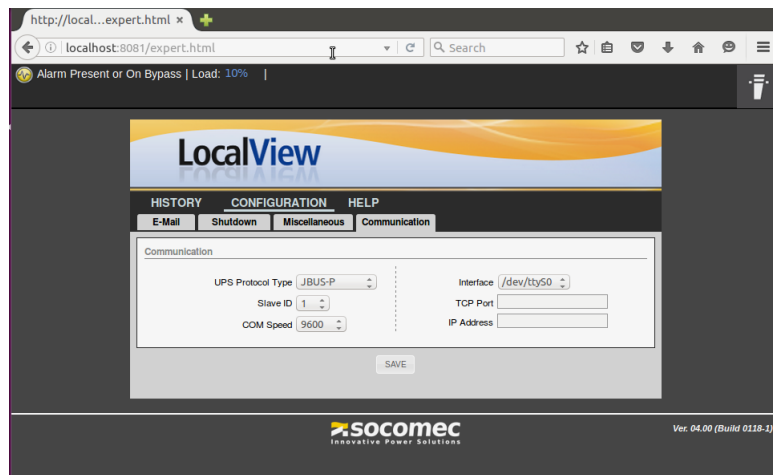 http://local...expert.html ×
localhost:8081/expert.html
Search
Alarm Present or On Bypass | Load: 10% |
LocalView
HISTORY CONFIGURATION HELP
E-Mail Shutdown Miscellaneous Communication
Communication
UPS Protocol Type JBUS-P Interface /dev/ttyS0
Slave ID 1 TCP Port
COM Speed 9600 IP Address
SAVE
socomec
Innovative Power Solutions
Ver. 04.00 (Build 0118-1)